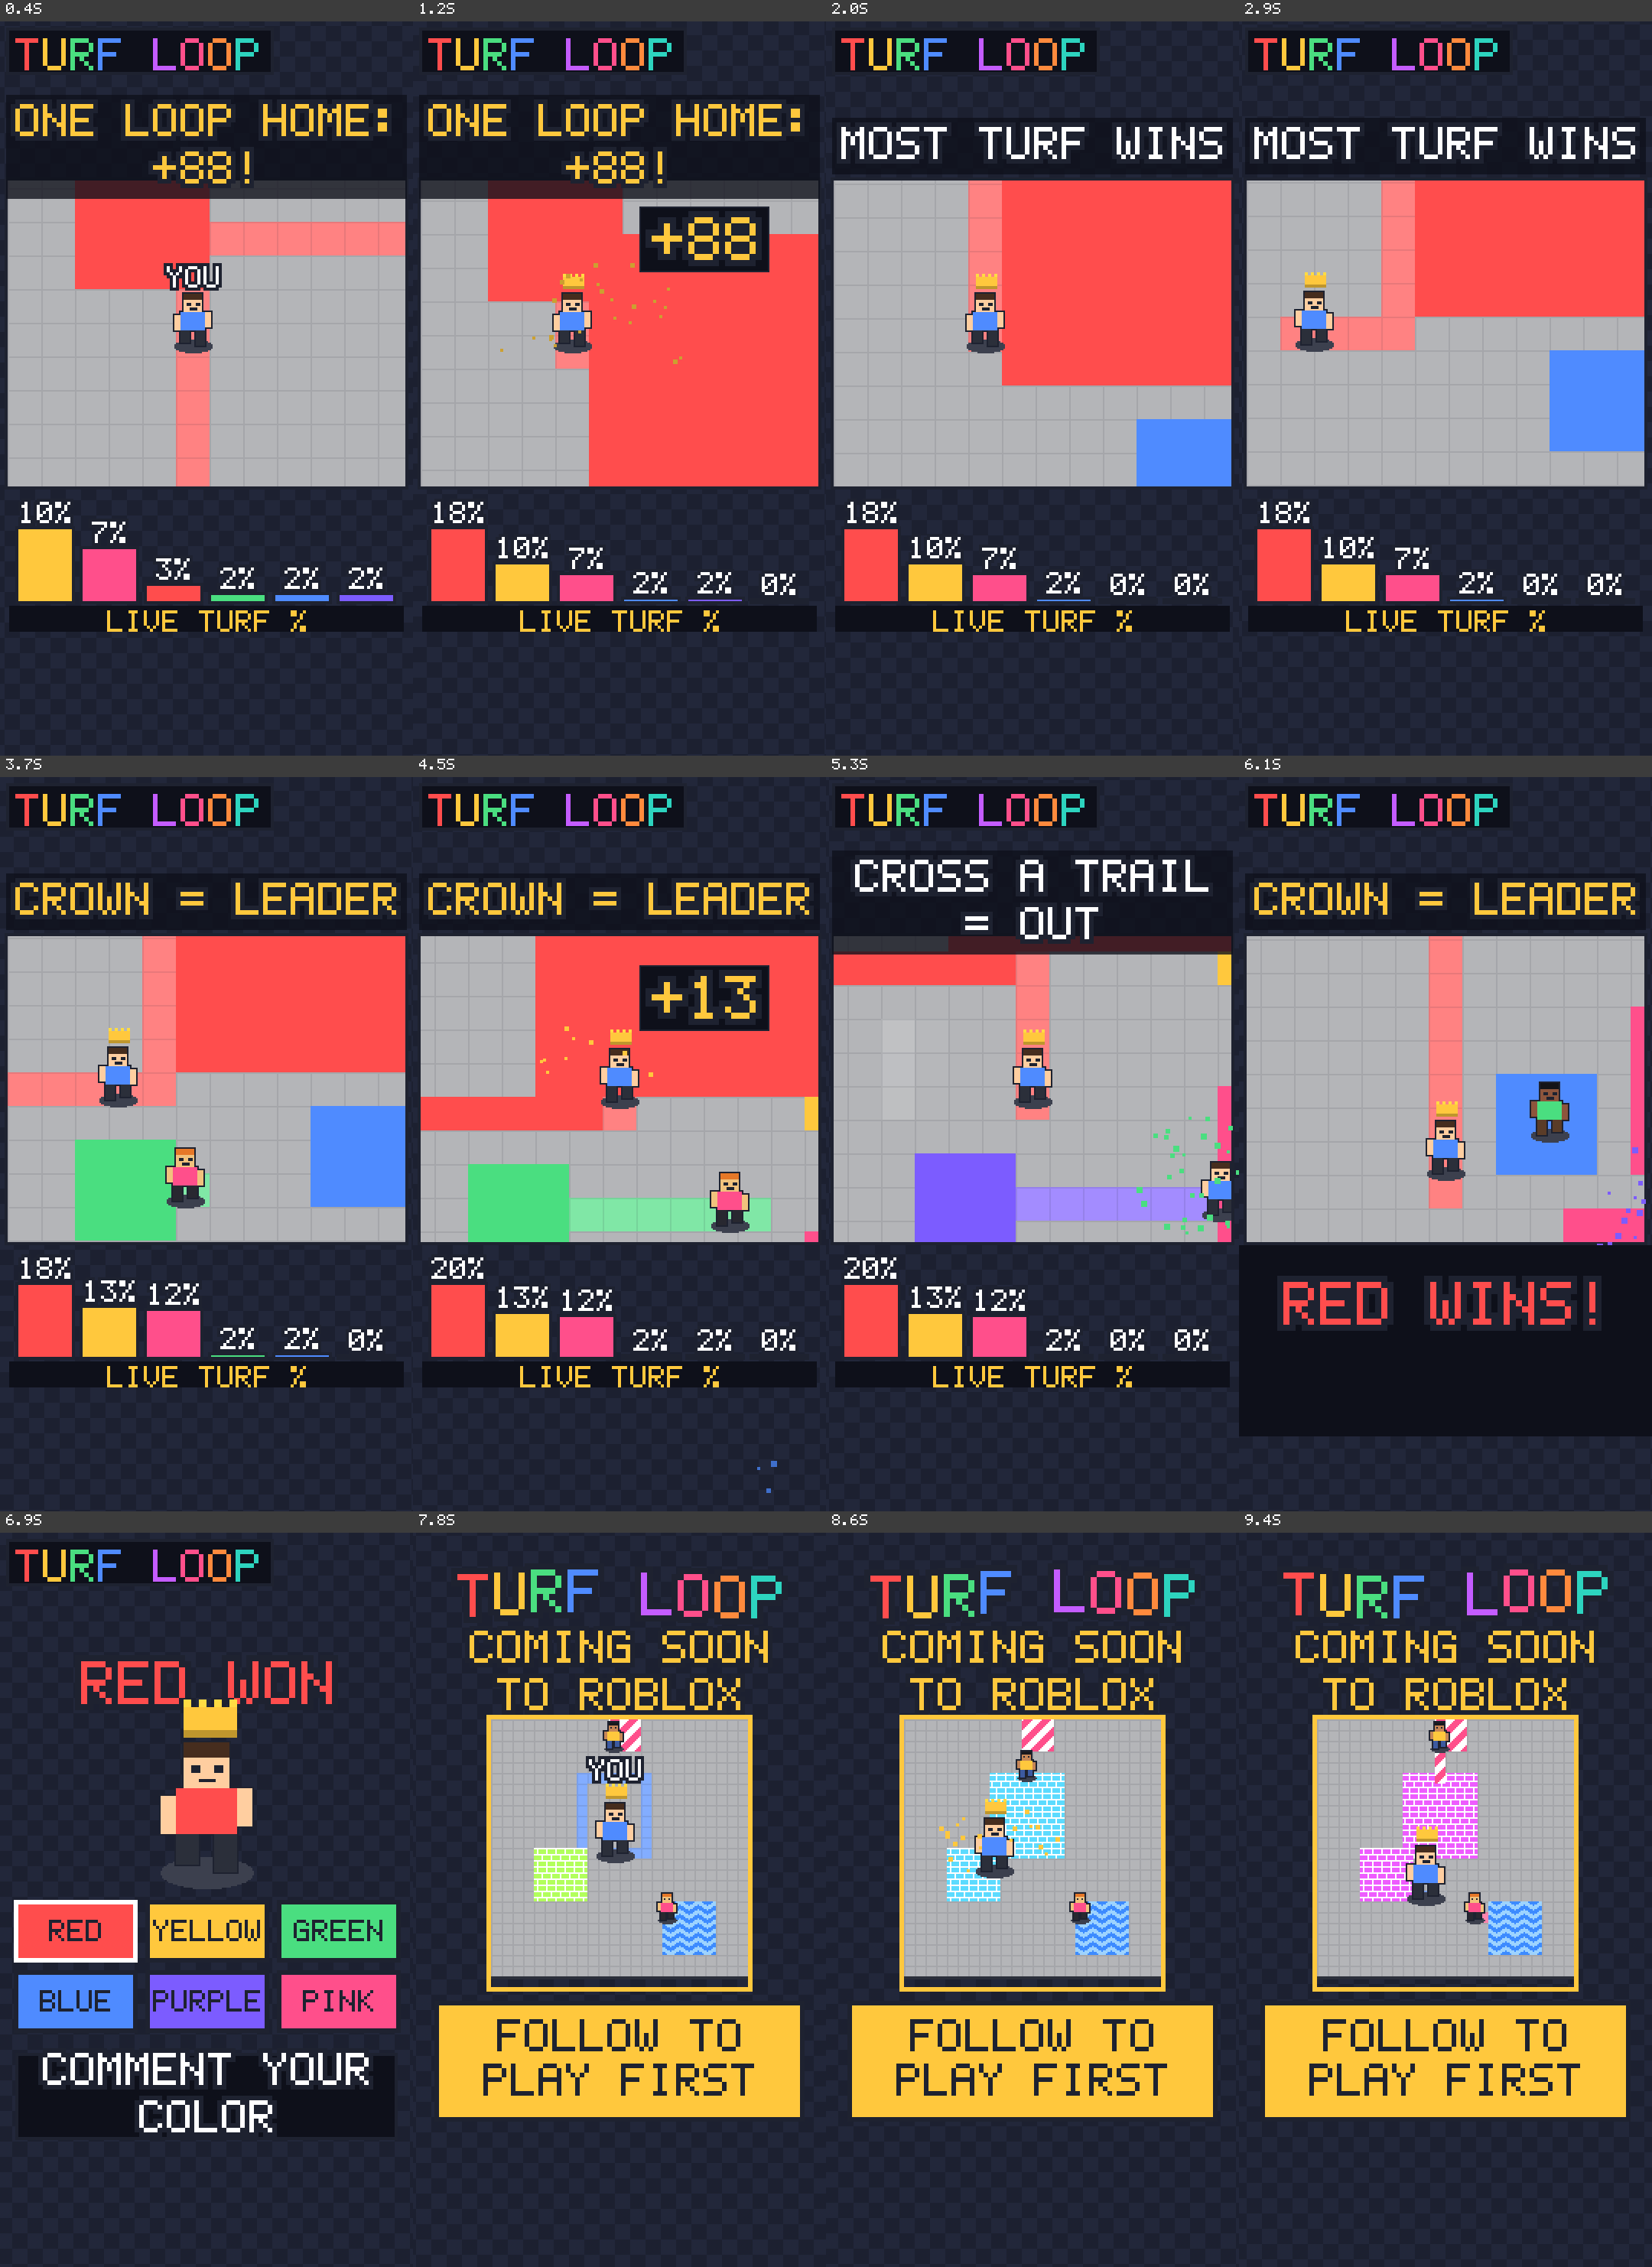 0.4S
TURF LOOP
ONE LOOP HOME:
+88!
YOU
10% 7% 3% 2% 2% 2%
LIVE TURF %
1.2S
TURF LOOP
ONE LOOP HOME:
+88!
+88
18% 10% 7% 2% 2% 0%
LIVE TURF %
2.0S
TURF LOOP
MOST TURF WINS
18% 10% 7% 2% 0% 0%
LIVE TURF %
2.9S
TURF LOOP
MOST TURF WINS
18% 10% 7% 2% 0% 0%
LIVE TURF %
3.7S
TURF LOOP
CROWN = LEADER
18% 13% 12% 2% 2% 0%
LIVE TURF %
4.5S
TURF LOOP
CROWN = LEADER
+13
20% 13% 12% 2% 2% 0%
LIVE TURF %
5.3S
TURF LOOP
CROSS A TRAIL
= OUT
20% 13% 12% 2% 0% 0%
LIVE TURF %
6.1S
TURF LOOP
CROWN = LEADER
RED WINS!
6.9S
TURF LOOP
RED WON
RED YELLOW GREEN
BLUE PURPLE PINK
COMMENT YOUR
COLOR
7.8S
TURF LOOP
COMING SOON
TO ROBLOX
YOU
FOLLOW TO
PLAY FIRST
8.6S
TURF LOOP
COMING SOON
TO ROBLOX
FOLLOW TO
PLAY FIRST
9.4S
TURF LOOP
COMING SOON
TO ROBLOX
FOLLOW TO
PLAY FIRST